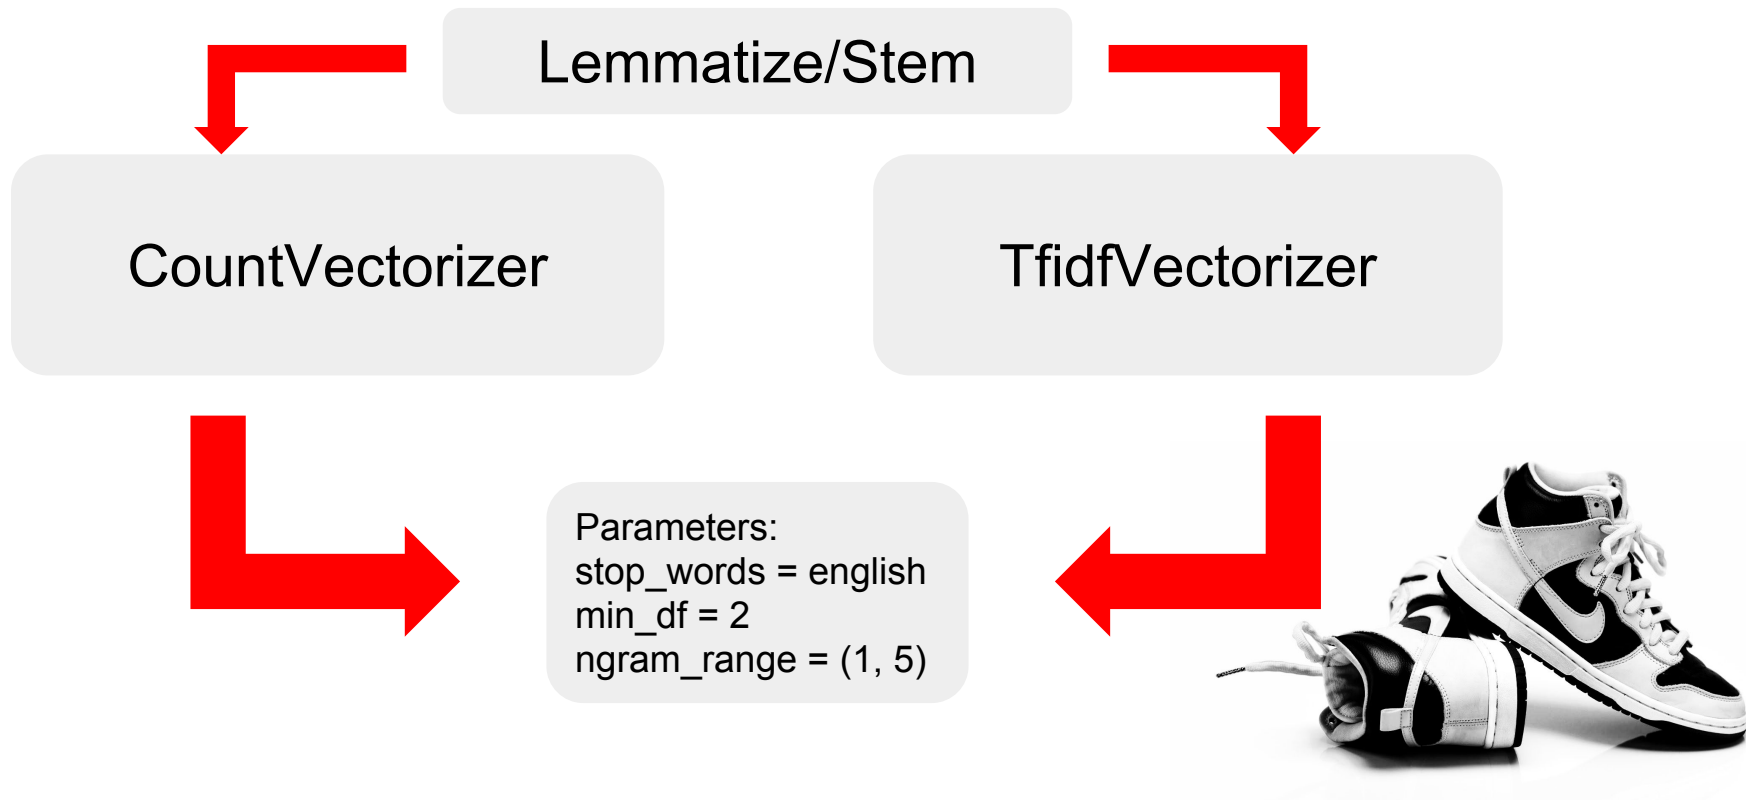 Lemmatize/Stem
CountVectorizer
TfidfVectorizer
Parameters:
stop_words = english
min_df = 2
ngram_range = (1, 5)